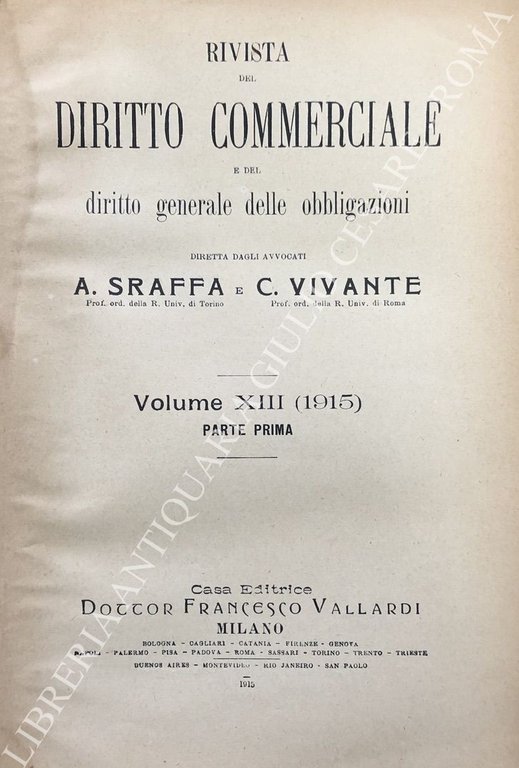 RIVISTA
DEL
DIRITTO COMMERCIALE
E DEL
diritto generale delle obbligazioni
DIRETTA DAGLI AVVOCATI
A. SRAFFA E C. VIVANTE
Prof. ord. della R. Univ. di Torino Prof. ord. della R. Univ. di Roma
Volume XIII (1915)
PARTE PRIMA
Casa Editrice
DOTTOR FRANCESCO VALLARDI
MILANO
BOLOGNA - CAGLIARI - CATANIA - FIRENZE - GENOVA
NAPOLI - PALERMO - PISA - PADOVA - ROMA - SASSARI - TORINO - TRENTO - TRIESTE
BUENOS AIRES - MONTEVIDEO - RIO JANEIRO - SAN PAOLO
1915
LIBRERIA ANTIQUARIA GIULIO CESARE ROMA